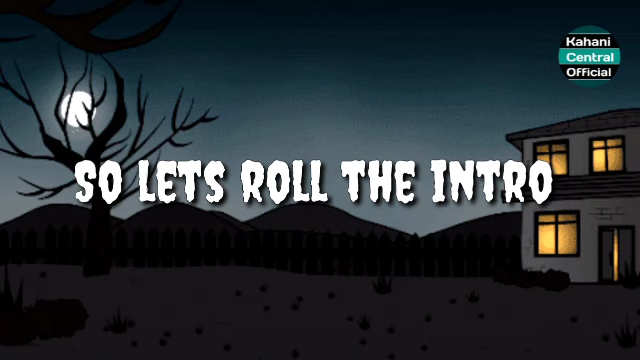 Kahani
Central
Official
SO LETS ROLL THE INTRO